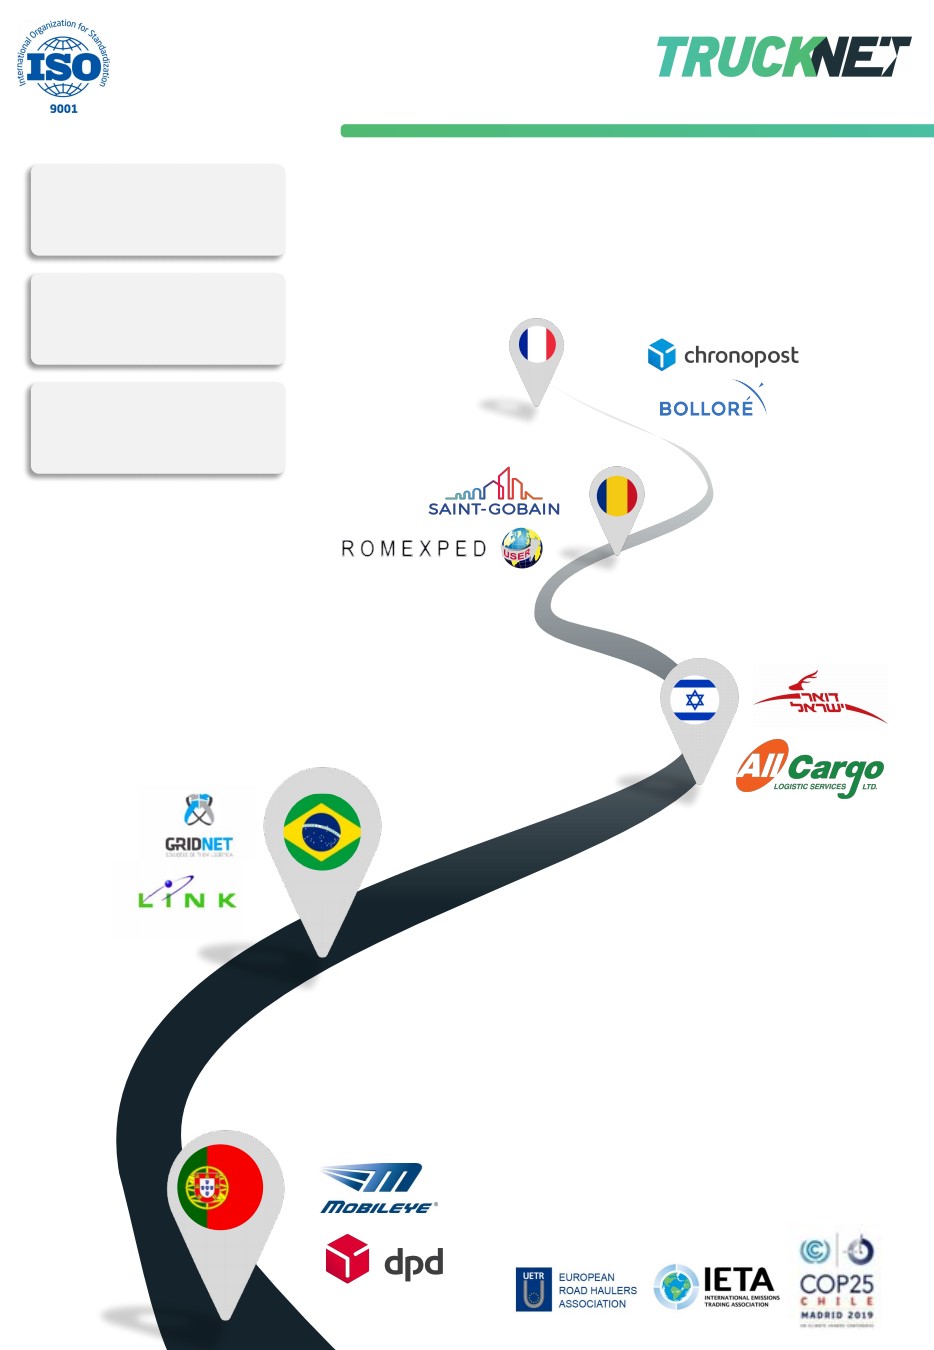 International Organization for Standardization
ISO
9001
TRUCKNET
chronopost
BOLLORÉ
SAINT-GOBAIN
ROMEXPED
USER
דואר
ישראל
All Cargo
LOGISTIC SERVICES LTD.
GRIDNET
LINK
MOBILEYE®
dpd
UETR
EUROPEAN
ROAD HAULERS
ASSOCIATION
IETA
INTERNATIONAL EMISSIONS
TRADING ASSOCIATION
COP25
CHILE
MADRID 2019